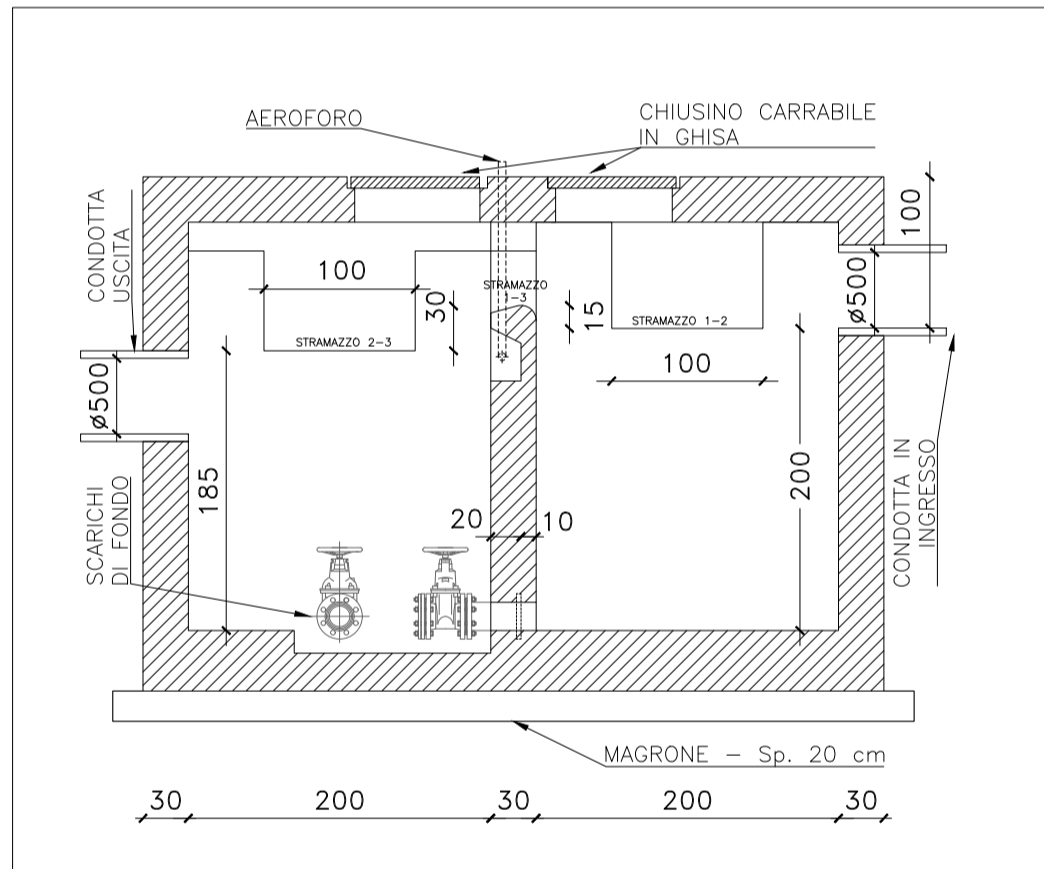 AEROFORO
CHIUSINO CARRABILE
IN GHISA
CONDOTTA
USCITA
100
100
STRAMAZZO
1-3
30
15
STRAMAZZO 1-2
STRAMAZZO 2-3
100
ø500
ø500
185
200
20
10
SCARICHI
DI FONDO
CONDOTTA IN
INGRESSO
MAGRONE - Sp. 20 cm
30
200
30
200
30